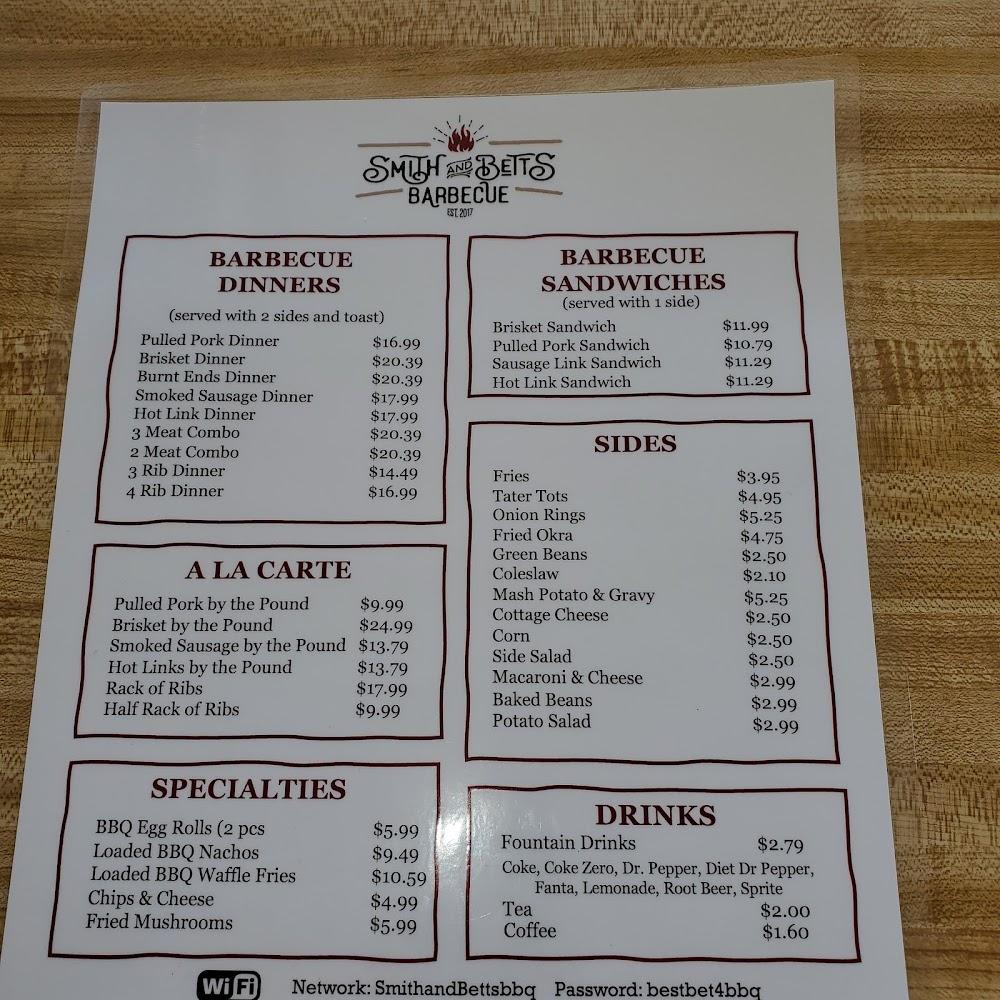 SMITH AND BETTS
BARBECUE
EST. 2017
BARBECUE
DINNERS
(served with 2 sides and toast)
Pulled Pork Dinner $16.99
Brisket Dinner $20.39
Burnt Ends Dinner $20.39
Smoked Sausage Dinner $17.99
Hot Link Dinner $17.99
3 Meat Combo $20.39
2 Meat Combo $20.39
3 Rib Dinner $14.49
4 Rib Dinner $16.99
A LA CARTE
Pulled Pork by the Pound $9.99
Brisket by the Pound $24.99
Smoked Sausage by the Pound $13.79
Hot Links by the Pound $13.79
Rack of Ribs $17.99
Half Rack of Ribs $9.99
SPECIALTIES
BBQ Egg Rolls (2 pcs $5.99
Loaded BBQ Nachos $9.49
Loaded BBQ Waffle Fries $10.59
Chips & Cheese $4.99
Fried Mushrooms $5.99
BARBECUE
SANDWICHES
(served with 1 side)
Brisket Sandwich $11.99
Pulled Pork Sandwich $10.79
Sausage Link Sandwich $11.29
Hot Link Sandwich $11.29
SIDES
Fries $3.95
Tater Tots $4.95
Onion Rings $5.25
Fried Okra $4.75
Green Beans $2.50
Coleslaw $2.10
Mash Potato & Gravy $5.25
Cottage Cheese $2.50
Corn $2.50
Side Salad $2.50
Macaroni & Cheese $2.99
Baked Beans $2.99
Potato Salad $2.99
DRINKS
Fountain Drinks $2.79
Coke, Coke Zero, Dr. Pepper, Diet Dr Pepper,
Fanta, Lemonade, Root Beer, Sprite
Tea $2.00
Coffee $1.60
WiFi Network: SmithandBettsbbq Password: bestbet4bbq